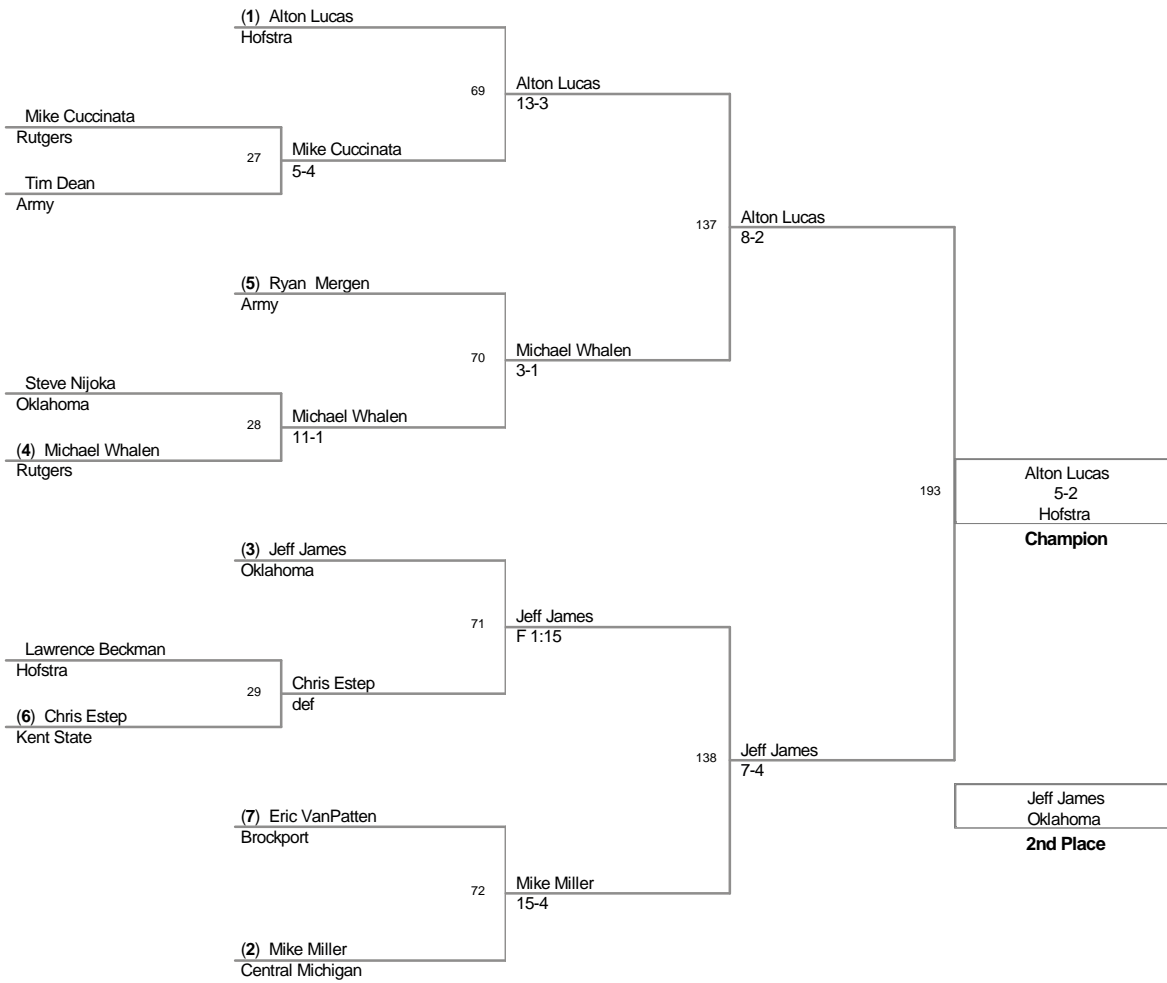 (1) Alton Lucas
Hofstra
69
Alton Lucas
13-3
Mike Cuccinata
Rutgers
27
Mike Cuccinata
5-4
Tim Dean
Army
137
Alton Lucas
8-2
(5) Ryan Mergen
Army
70
Michael Whalen
3-1
Steve Nijoka
Oklahoma
28
Michael Whalen
11-1
(4) Michael Whalen
Rutgers
193
Alton Lucas
5-2
Hofstra
Champion
(3) Jeff James
Oklahoma
71
Jeff James
F 1:15
Lawrence Beckman
Hofstra
29
Chris Estep
def
(6) Chris Estep
Kent State
138
Jeff James
7-4
Jeff James
Oklahoma
2nd Place
(7) Eric VanPatten
Brockport
72
Mike Miller
15-4
(2) Mike Miller
Central Michigan